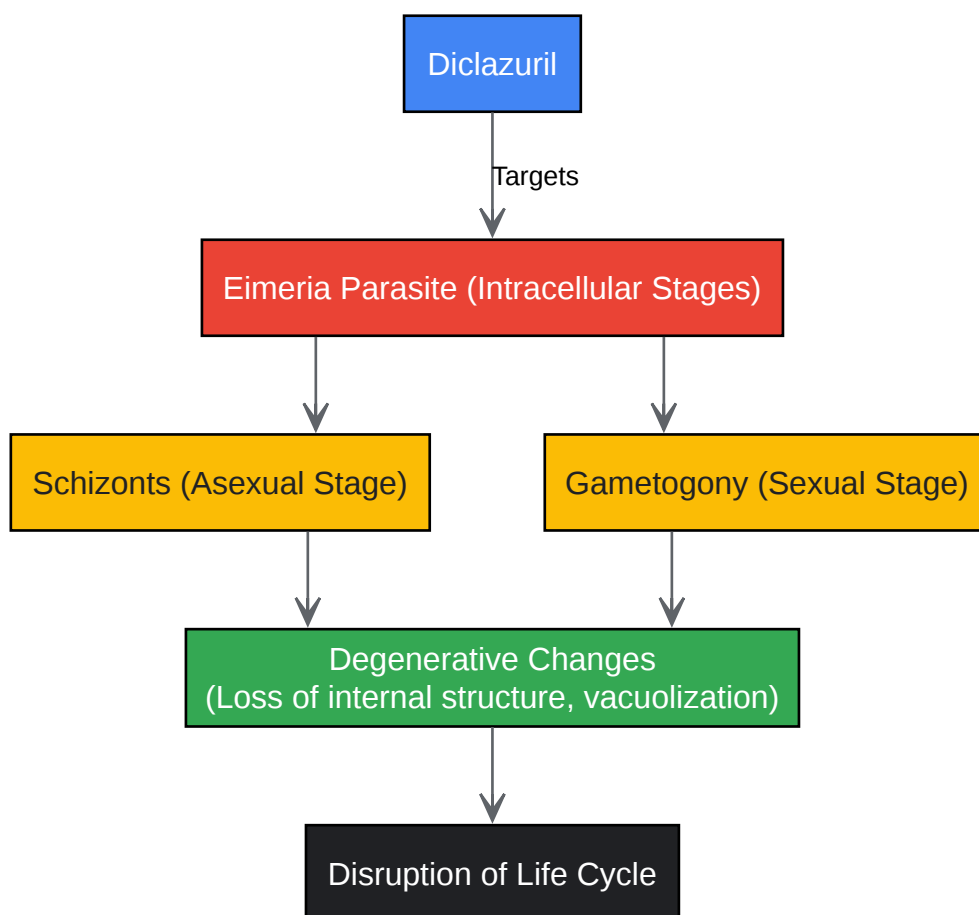 Diclazuril
Targets
Eimeria Parasite (Intracellular Stages)
Schizonts (Asexual Stage)
Gametogony (Sexual Stage)
Degenerative Changes
(Loss of internal structure, vacuolization)
Disruption of Life Cycle